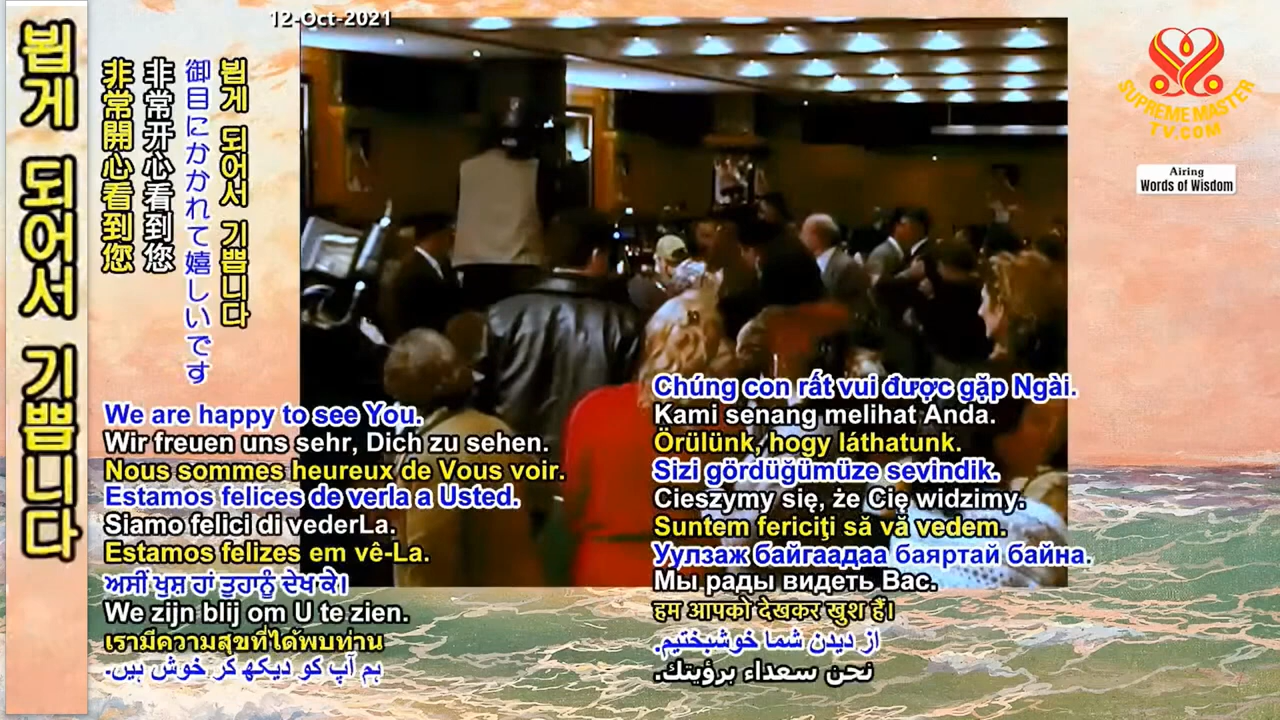 12-Oct-2021
뵙게 되어서 기쁩니다
非常開心看到您
非常开心看到您
御目にかかれて嬉しいです
뵙게 되어서 기쁩니다
SUPREME MASTER
TV.COM
Airing
Words of Wisdom
We are happy to see You.
Wir freuen uns sehr, Dich zu sehen.
Nous sommes heureux de Vous voir.
Estamos felices de verla a Usted.
Siamo felici di vederLa.
Estamos felizes em vê-La.
ਅਸੀਂ ਖੁਸ਼ ਹਾਂ ਤੁਹਾਨੂੰ ਦੇਖ ਕੇ।
We zijn blij om U te zien.
เรามีความสุขที่ได้พบท่าน
ہم آپ کو دیکھ کر خوش ہیں.
Chúng con rất vui được gặp Ngài.
Kami senang melihat Anda.
Örülünk, hogy láthatunk.
Sizi gördüğümüze sevindik.
Cieszymy się, że Cię widzimy.
Suntem fericiţi să vă vedem.
Уулзаж байгаадаа баяртай байна.
Мы рады видеть Вас.
हम आपको देखकर खुश हैं।
از دیدن شما خوشبختیم.
نحن سعداء برؤيتك.